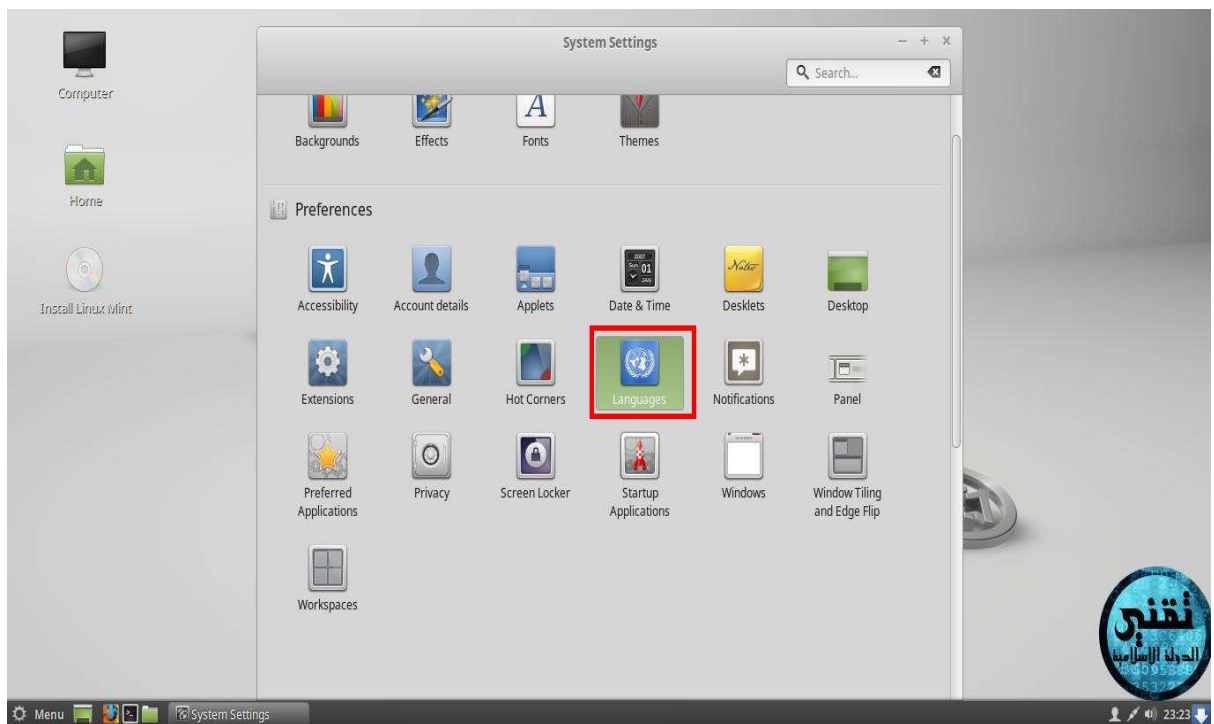 System Settings
Search...
Computer
Backgrounds
Effects
Fonts
Themes
Home
Preferences
Accessibility
Account details
Applets
Date & Time
Desklets
Desktop
Install Linux Mint
Extensions
General
Hot Corners
Languages
Notifications
Panel
Preferred
Applications
Privacy
Screen Locker
Startup
Applications
Windows
Window Tiling
and Edge Flip
Workspaces
تقني
الدولة الإسلامية
Menu
System Settings
23:23